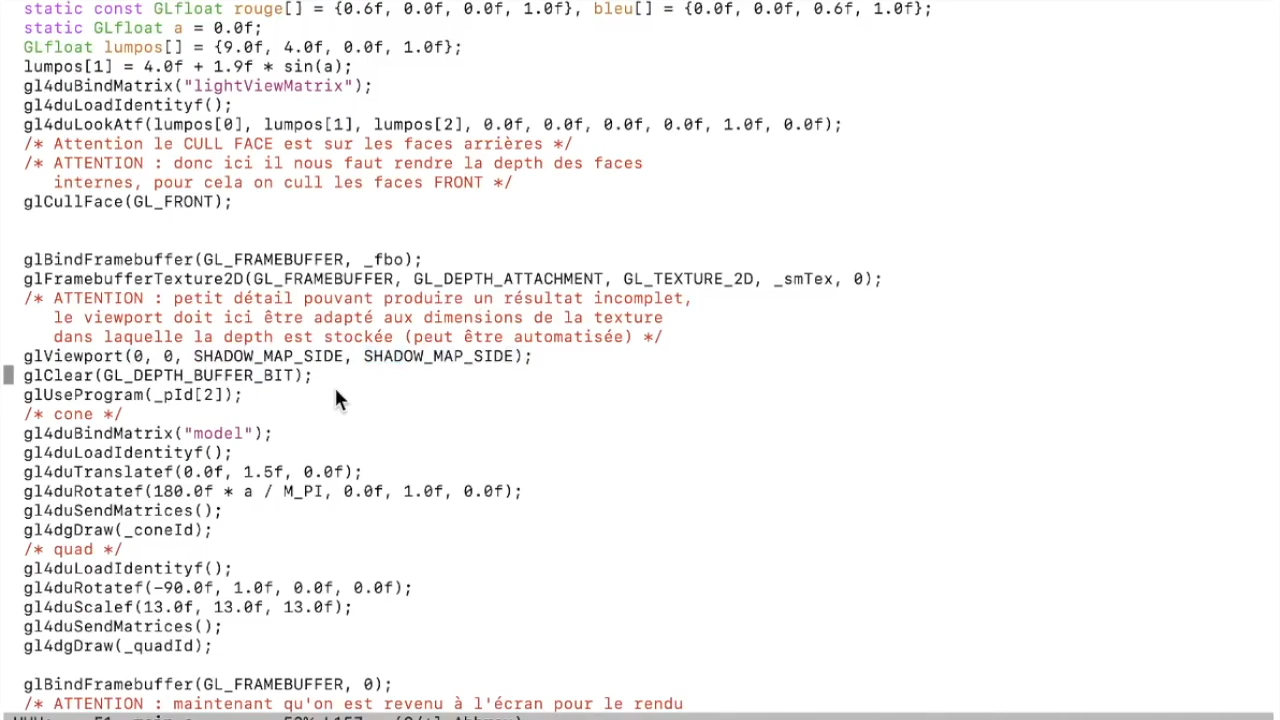 static const GLfloat rouge[] = {0.6f, 0.0f, 0.0f, 1.0f}, bleu[] = {0.0f, 0.0f, 0.6f, 1.0f};
static GLfloat a = 0.0f;
GLfloat lumpos[] = {9.0f, 4.0f, 0.0f, 1.0f};
lumpos[1] = 4.0f + 1.9f * sin(a);
gl4duBindMatrix("lightViewMatrix");
gl4duLoadIdentityf();
gl4duLookAtf(lumpos[0], lumpos[1], lumpos[2], 0.0f, 0.0f, 0.0f, 0.0f, 1.0f, 0.0f);
/* Attention le CULL FACE est sur les faces arrières */
/* ATTENTION : donc ici il nous faut rendre la depth des faces
internes, pour cela on cull les faces FRONT */
glCullFace(GL_FRONT);
glBindFramebuffer(GL_FRAMEBUFFER, _fbo);
glFramebufferTexture2D(GL_FRAMEBUFFER, GL_DEPTH_ATTACHMENT, GL_TEXTURE_2D, _smTex, 0);
/* ATTENTION : petit détail pouvant produire un résultat incomplet,
le viewport doit ici être adapté aux dimensions de la texture
dans laquelle la depth est stockée (peut être automatisée) */
glViewport(0, 0, SHADOW_MAP_SIDE, SHADOW_MAP_SIDE);
glClear(GL_DEPTH_BUFFER_BIT);
glUseProgram(_pId[2]);
/* cone */
gl4duBindMatrix("model");
gl4duLoadIdentityf();
gl4duTranslatef(0.0f, 1.5f, 0.0f);
gl4duRotatef(180.0f * a / M_PI, 0.0f, 1.0f, 0.0f);
gl4duSendMatrices();
gl4dgDraw(_coneId);
/* quad */
gl4duLoadIdentityf();
gl4duRotatef(-90.0f, 1.0f, 0.0f, 0.0f);
gl4duScalef(13.0f, 13.0f, 13.0f);
gl4duSendMatrices();
gl4dgDraw(_quadId);
glBindFramebuffer(GL_FRAMEBUFFER, 0);
/* ATTENTION : maintenant qu'on est revenu à l'écran pour le rendu